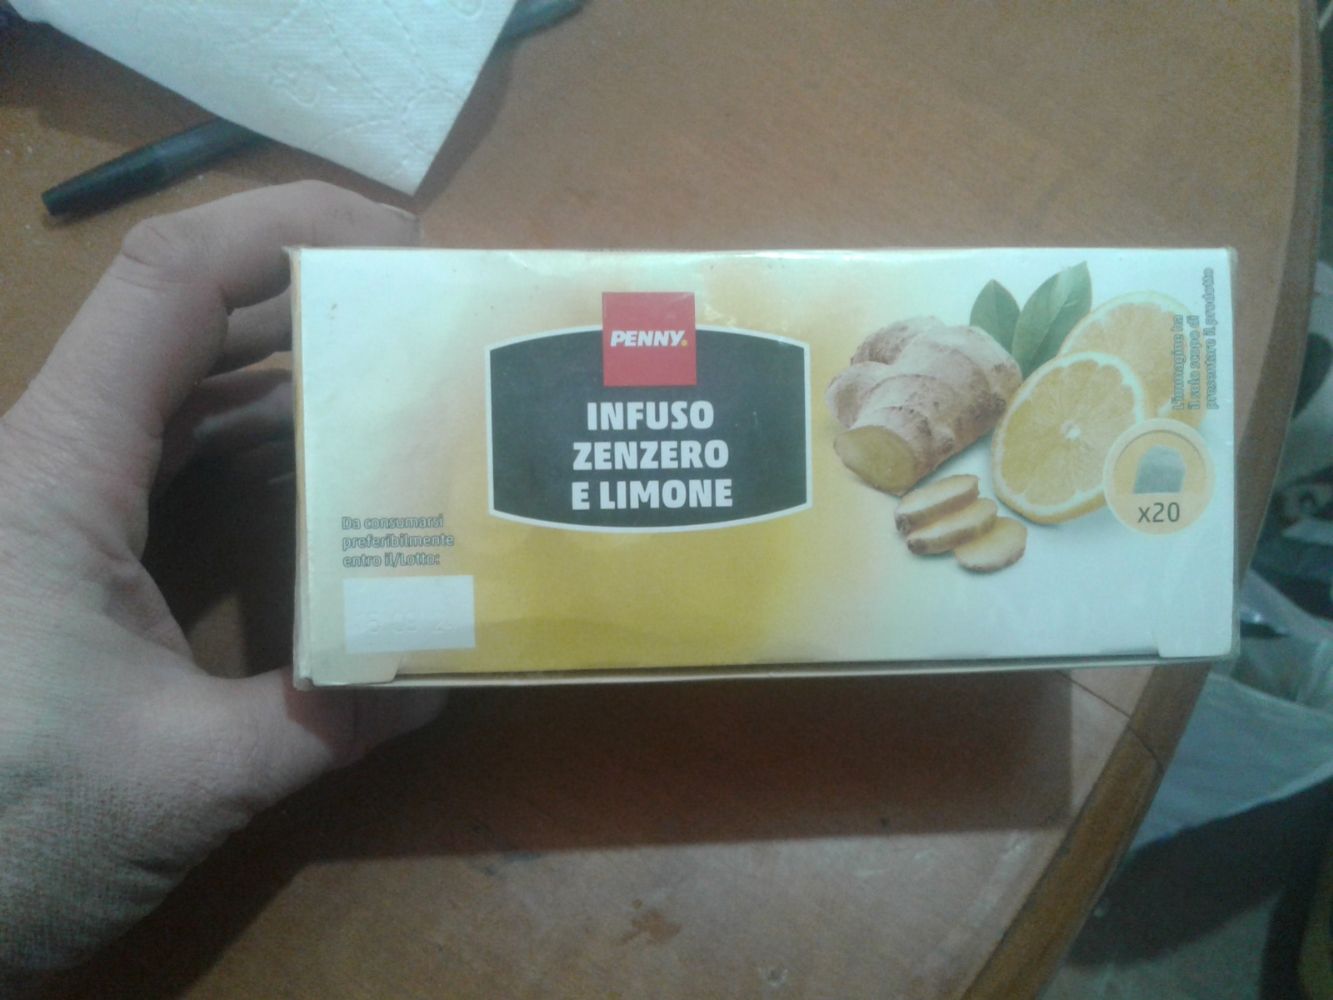 PENNY.
INFUSO
ZENZERO
E LIMONE
Da consumarsi
preferibilmente
entro il/Lotto:
L'immagine ha
il solo scopo di
presentare il prodotto
x20